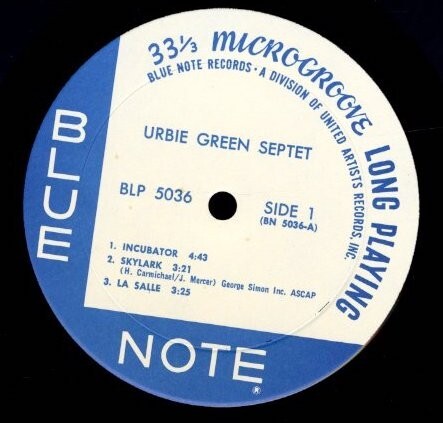 33⅓ MICROGROOVE LONG PLAYING
BLUE NOTE RECORDS • A DIVISION OF UNITED ARTISTS RECORDS, INC.
BLUE
URBIE GREEN SEPTET
BLP 5036
SIDE 1
(BN 5036-A)
1. INCUBATOR 4:43
2. SKYLARK 3:21
(H. Carmichael/J. Mercer) George Simon Inc. ASCAP
3. LA SALLE 3:25
NOTE®